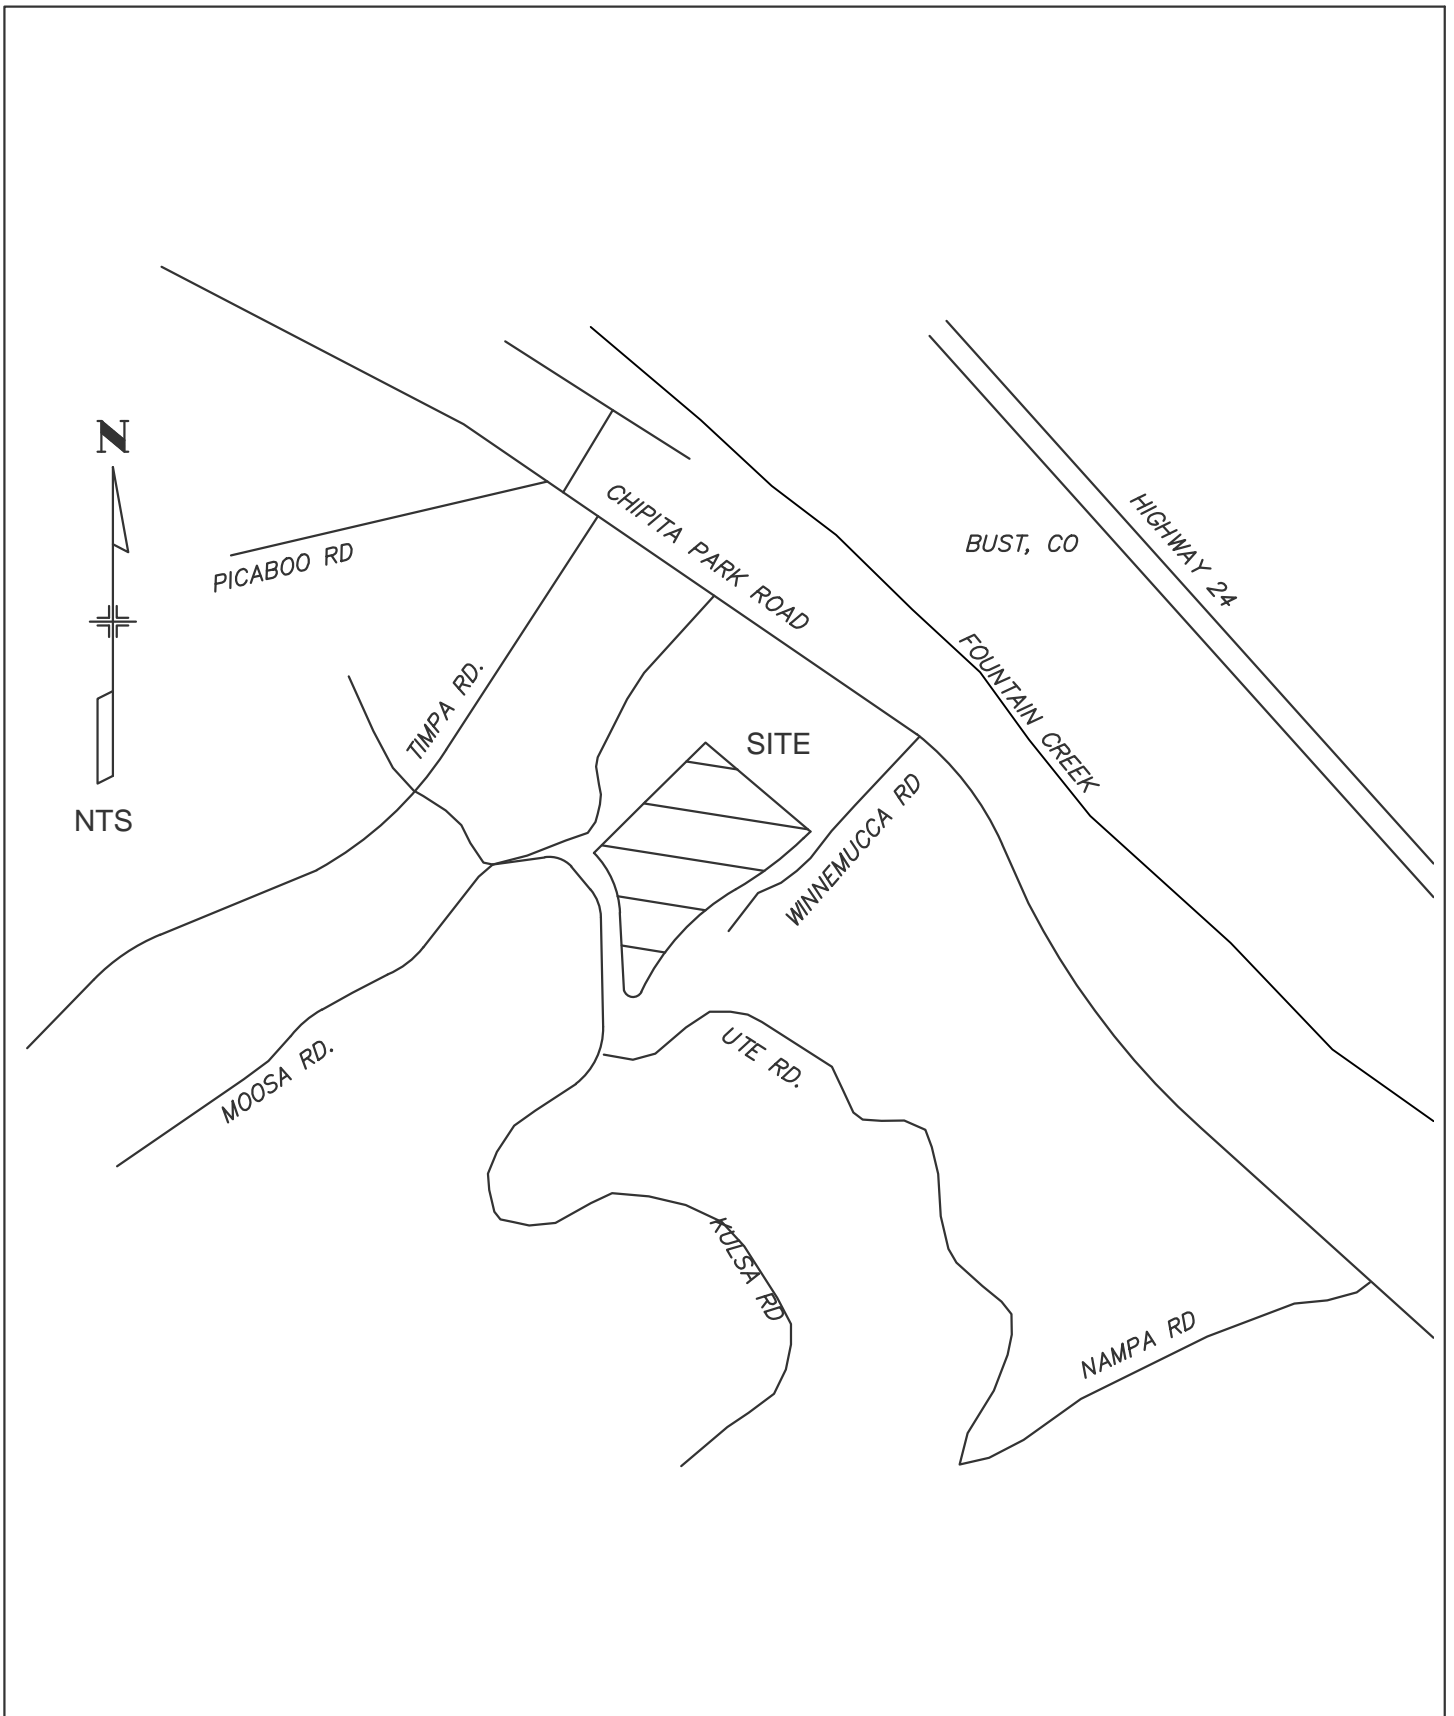 N
CHIPITA PARK ROAD
HIGHWAY 24
BUST, CO
PICABOO RD
FOUNTAIN CREEK
TIMPA RD.
SITE
WINNEMUCCA RD
NTS
UTE RD.
MOOSA RD.
KULSA RD
NAMPA RD